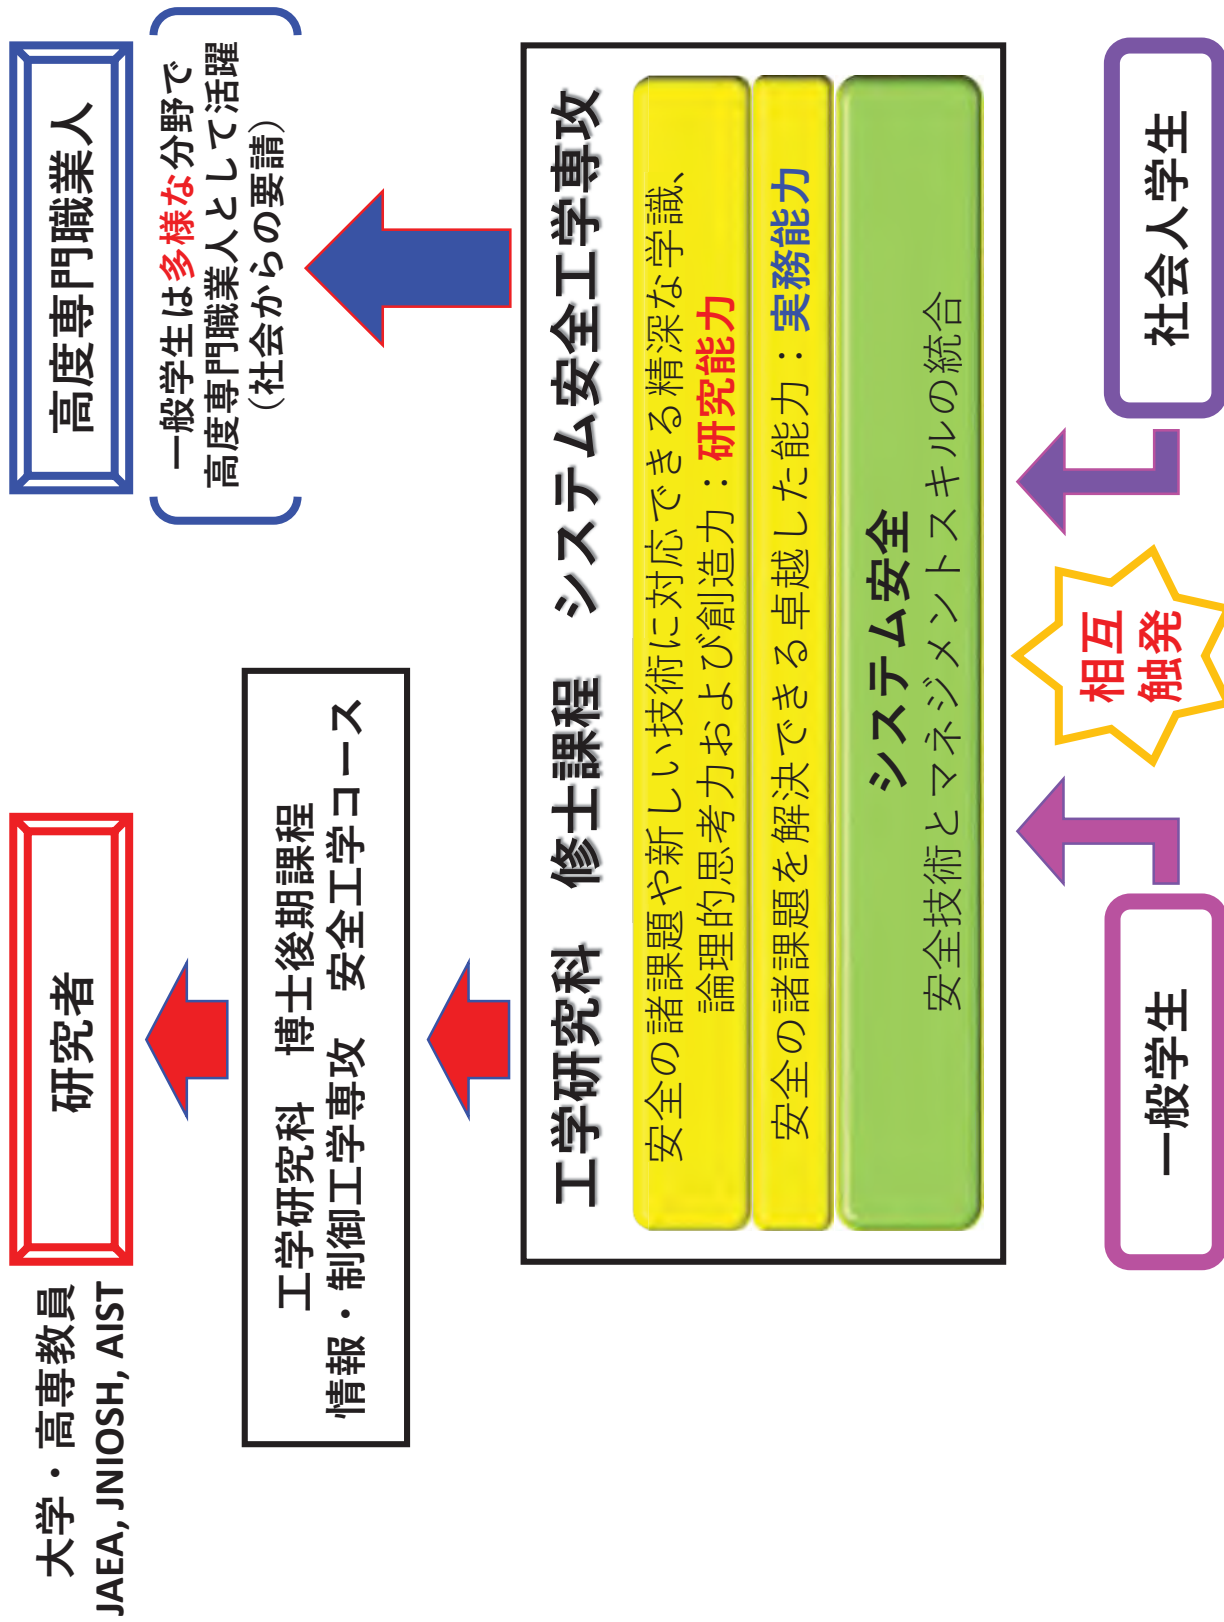 大学・高専教員
JAEA, JNIOSH, AIST
研究者
高度専門職業人
一般学生は多様な分野で
高度専門職業人として活躍
（社会からの要請）
工学研究科　博士後期課程
情報・制御工学専攻　安全工学コース
工学研究科　修士課程　システム安全工学専攻
安全の諸課題や新しい技術に対応できる精深な学識、
論理的思考力および創造力：研究能力
安全の諸課題を解決できる卓越した能力：実務能力
システム安全
安全技術とマネジメントスキルの統合
相互
触発
一般学生
社会人学生